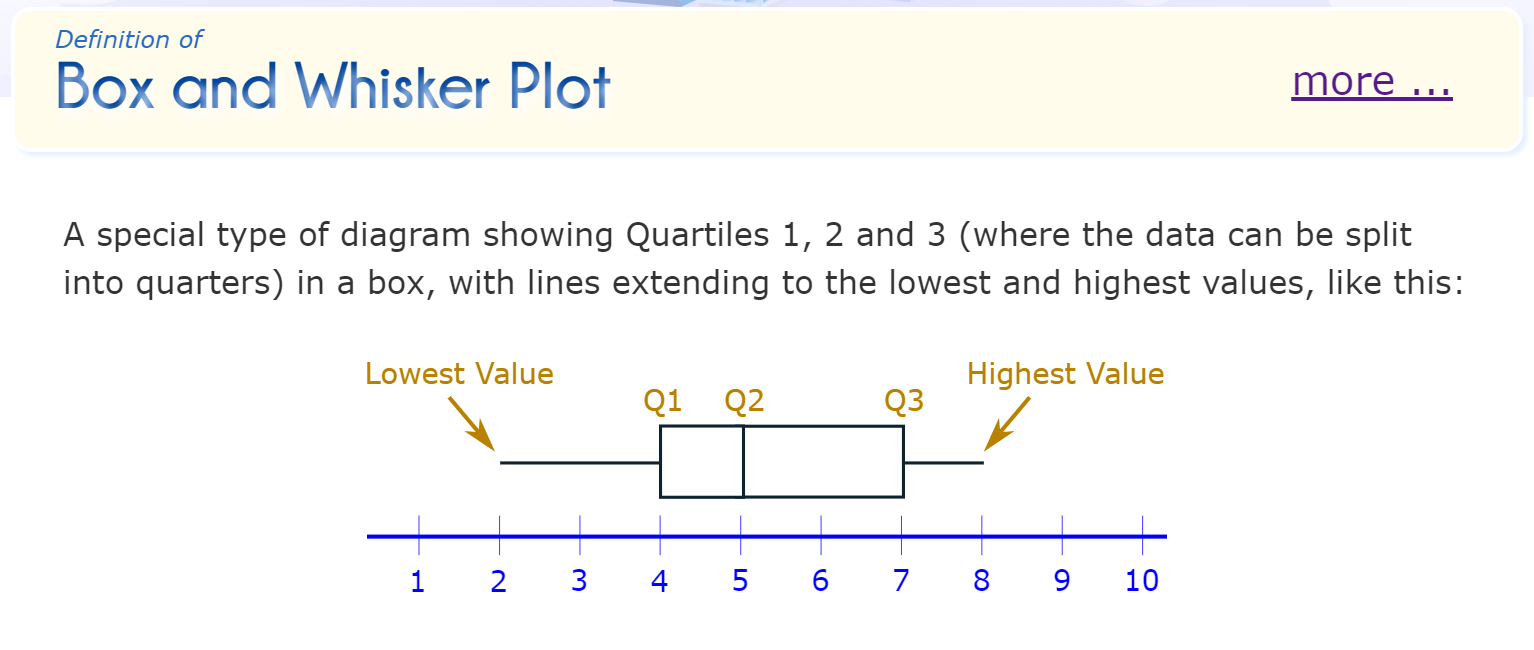 Definition of
Box and Whisker Plot
more ...
A special type of diagram showing Quartiles 1, 2 and 3 (where the data can be split
into quarters) in a box, with lines extending to the lowest and highest values, like this:
Lowest Value
Highest Value
Q1 Q2 Q3
1 2 3 4 5 6 7 8 9 10